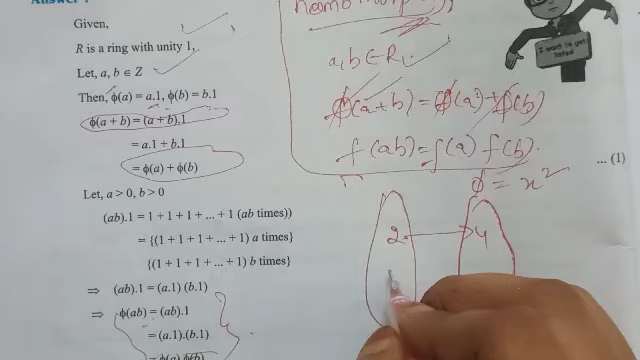 Given,
R is a ring with unity 1,
Let, a, b ∈ Z
Then, ϕ(a) = a.1, ϕ(b) = b.1
ϕ(a + b) = (a + b).1
= a.1 + b.1
= ϕ(a) + ϕ(b)
Let, a > 0, b > 0
(ab).1 = 1 + 1 + 1 + ... + 1 (ab times))
= {(1 + 1 + 1 + ... + 1) a times}
{(1 + 1 + 1 + ... + 1) b times}
⇒ (ab).1 = (a.1) (b.1)
⇒ ϕ(ab) = (ab).1
= (a.1).(b.1)
= ϕ(a) ϕ(b)
a, b ∈ R,
ϕ(a+b) = ϕ(a) + ϕ(b)
f(ab) = f(a) f(b).
... (1)
ϕ = x²
2 4
I want to get